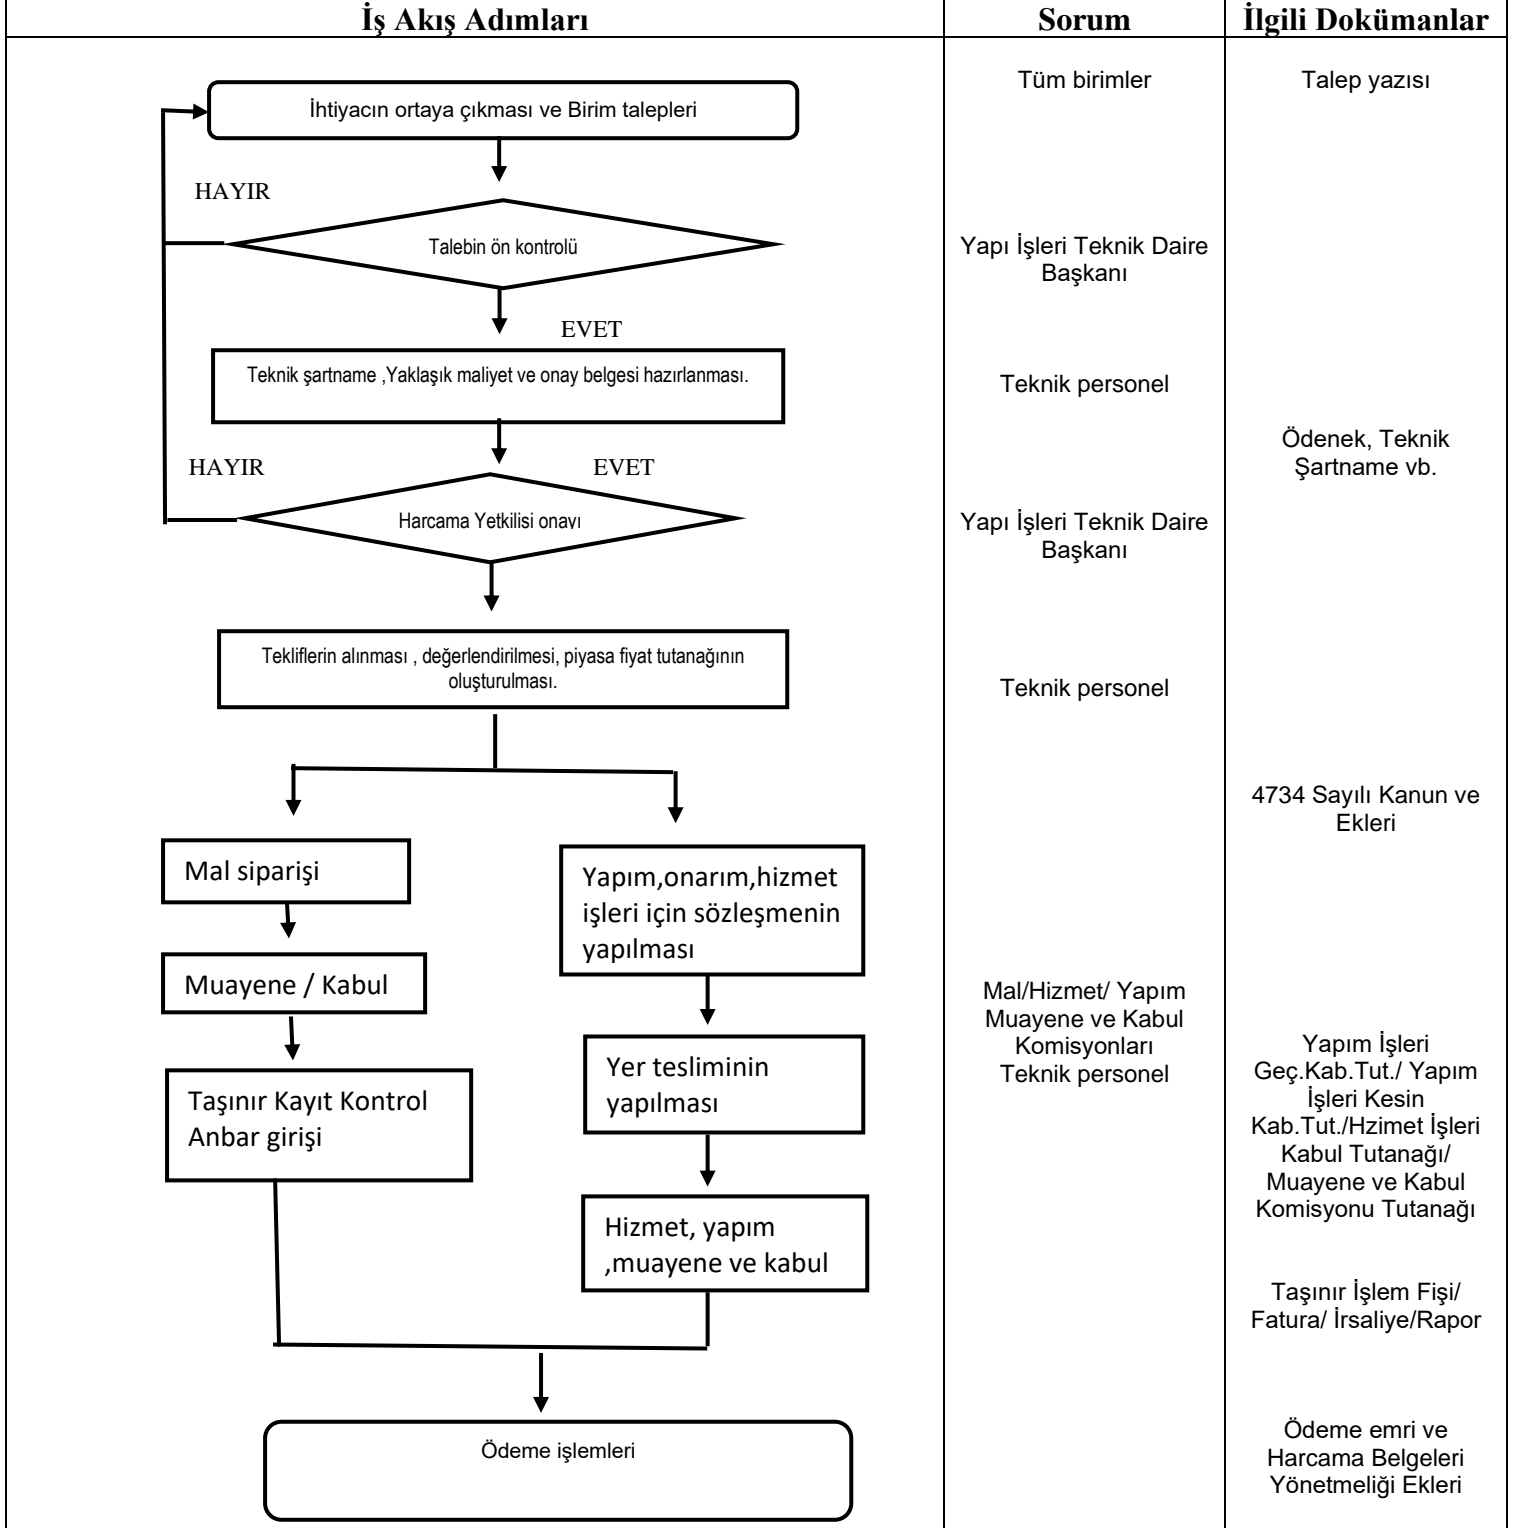 İş Akış Adımları
Sorum
İlgili Dokümanlar
İhtiyacın ortaya çıkması ve Birim talepleri
Tüm birimler
Talep yazısı
HAYIR
Talebin ön kontrolü
Yapı İşleri Teknik Daire
Başkanı
EVET
Teknik şartname ,Yaklaşık maliyet ve onay belgesi hazırlanması.
Teknik personel
Ödenek, Teknik
Şartname vb.
HAYIR
EVET
Harcama Yetkilisi onayı
Yapı İşleri Teknik Daire
Başkanı
Tekliflerin alınması , değerlendirilmesi, piyasa fiyat tutanağının
oluşturulması.
Teknik personel
4734 Sayılı Kanun ve
Ekleri
Mal siparişi
Muayene / Kabul
Taşınır Kayıt Kontrol
Anbar girişi
Yapım,onarım,hizmet
işleri için sözleşmenin
yapılması
Yer tesliminin
yapılması
Hizmet, yapım
,muayene ve kabul
Mal/Hizmet/ Yapım
Muayene ve Kabul
Komisyonları
Teknik personel
Yapım İşleri
Geç.Kab.Tut./ Yapım
İşleri Kesin
Kab.Tut./Hzimet İşleri
Kabul Tutanağı/
Muayene ve Kabul
Komisyonu Tutanağı
Taşınır İşlem Fişi/
Fatura/ İrsaliye/Rapor
Ödeme işlemleri
Ödeme emri ve
Harcama Belgeleri
Yönetmeliği Ekleri